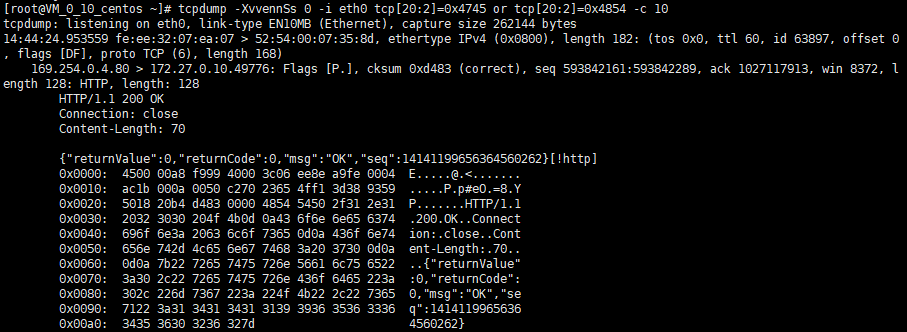 [root@VM_0_10_centos ~]# tcpdump -XvvennSs 0 -i eth0 tcp[20:2]=0x4745 or tcp[20:2]=0x4854 -c 10
tcpdump: listening on eth0, link-type EN10MB (Ethernet), capture size 262144 bytes
14:44:24.953559 fe:ee:32:07:ea:07 > 52:54:00:07:35:8d, ethertype IPv4 (0x0800), length 182: (tos 0x0, ttl 60, id 63897, offset 0
, flags [DF], proto TCP (6), length 168)
    169.254.0.4.80 > 172.27.0.10.49776: Flags [P.], cksum 0xd483 (correct), seq 593842161:593842289, ack 1027117913, win 8372, l
ength 128: HTTP, length: 128
        HTTP/1.1 200 OK
        Connection: close
        Content-Length: 70

        {"returnValue":0,"returnCode":0,"msg":"OK","seq":14141199656364560262}[!http]
        0x0000:  4500 00a8 f999 4000 3c06 ee8e a9fe 0004  E.....@.<.......
        0x0010:  ac1b 000a 0050 c270 2365 4ff1 3d38 9359  .....P.p#eO.=8.Y
        0x0020:  5018 20b4 d483 0000 4854 5450 2f31 2e31  P.......HTTP/1.1
        0x0030:  2032 3030 204f 4b0d 0a43 6f6e 6e65 6374  .200.OK..Connect
        0x0040:  696f 6e3a 2063 6c6f 7365 0d0a 436f 6e74  ion:.close..Cont
        0x0050:  656e 742d 4c65 6e67 7468 3a20 3730 0d0a  ent-Length:.70..
        0x0060:  0d0a 7b22 7265 7475 726e 5661 6c75 6522  ..{"returnValue"
        0x0070:  3a30 2c22 7265 7475 726e 436f 6465 223a  :0,"returnCode":
        0x0080:  302c 226d 7367 223a 224f 4b22 2c22 7365  0,"msg":"OK","se
        0x0090:  7122 3a31 3431 3431 3139 3936 3536 3336  q":1414119965636
        0x00a0:  3435 3630 3236 327d                      4560262}